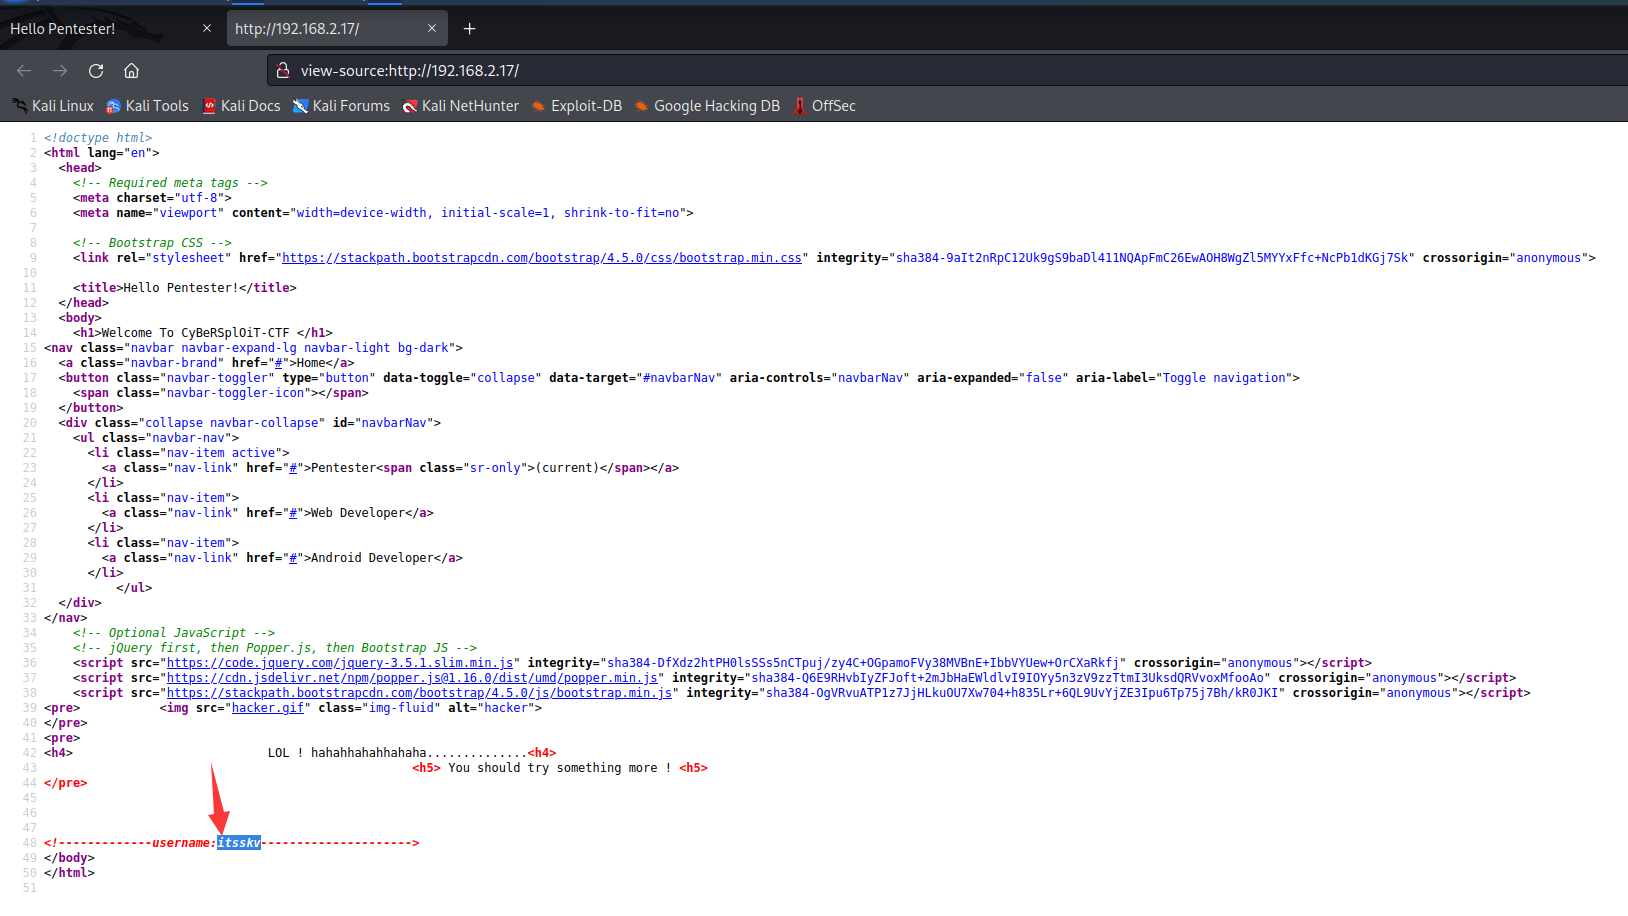 Hello Pentester!
http://192.168.2.17/
view-source:http://192.168.2.17/
Kali Linux Kali Tools Kali Docs Kali Forums Kali NetHunter Exploit-DB Google Hacking DB OffSec
1 <!doctype html>
2 <html lang="en">
3 <head>
4 <!-- Required meta tags -->
5 <meta charset="utf-8">
6 <meta name="viewport" content="width=device-width, initial-scale=1, shrink-to-fit=no">
7
8 <!-- Bootstrap CSS -->
9 <link rel="stylesheet" href="https://stackpath.bootstrapcdn.com/bootstrap/4.5.0/css/bootstrap.min.css" integrity="sha384-9aIt2nRpC12Uk9gS9baDl411NQApFmC26EwAOH8WgZl5MYYxFfc+NcPb1dKGj7Sk" crossorigin="anonymous">
10
11 <title>Hello Pentester!</title>
12 </head>
13 <body>
14 <h1>Welcome To CyBeRSplOiT-CTF </h1>
15 <nav class="navbar navbar-expand-lg navbar-light bg-dark">
16 <a class="navbar-brand" href="#">Home</a>
17 <button class="navbar-toggler" type="button" data-toggle="collapse" data-target="#navbarNav" aria-controls="navbarNav" aria-expanded="false" aria-label="Toggle navigation">
18 <span class="navbar-toggler-icon"></span>
19 </button>
20 <div class="collapse navbar-collapse" id="navbarNav">
21 <ul class="navbar-nav">
22 <li class="nav-item active">
23 <a class="nav-link" href="#">Pentester<span class="sr-only">(current)</span></a>
24 </li>
25 <li class="nav-item">
26 <a class="nav-link" href="#">Web Developer</a>
27 </li>
28 <li class="nav-item">
29 <a class="nav-link" href="#">Android Developer</a>
30 </li>
31 </ul>
32 </div>
33 </nav>
34 <!-- Optional JavaScript -->
35 <!-- jQuery first, then Popper.js, then Bootstrap JS -->
36 <script src="https://code.jquery.com/jquery-3.5.1.slim.min.js" integrity="sha384-DfXdz2htPH0lsSSs5nCTpuj/zy4C+OGpamoFVy38MVBnE+IbbVYUew+OrCXaRkfj" crossorigin="anonymous"></script>
37 <script src="https://cdn.jsdelivr.net/npm/popper.js@1.16.0/dist/umd/popper.min.js" integrity="sha384-Q6E9RHvbIyZFJoft+2mJbHaEWldlvI9IOYy5n3zV9zzTtmI3UksdQRVvoxMfooAo" crossorigin="anonymous"></script>
38 <script src="https://stackpath.bootstrapcdn.com/bootstrap/4.5.0/js/bootstrap.min.js" integrity="sha384-OgVRvuATP1z7JjHLkuOU7Xw704+h835Lr+6QL9UvYjZE3Ipu6Tp75j7Bh/kR0JKI" crossorigin="anonymous"></script>
39 <pre> <img src="hacker.gif" class="img-fluid" alt="hacker">
40 </pre>
41 <pre>
42 <h4> LOL ! hahahhahahhahaha..............<h4>
43 <h5> You should try something more ! <h5>
44 </pre>
45
46
47
48 <!-------------username:itsskv--------------------->
49 </body>
50 </html>
51